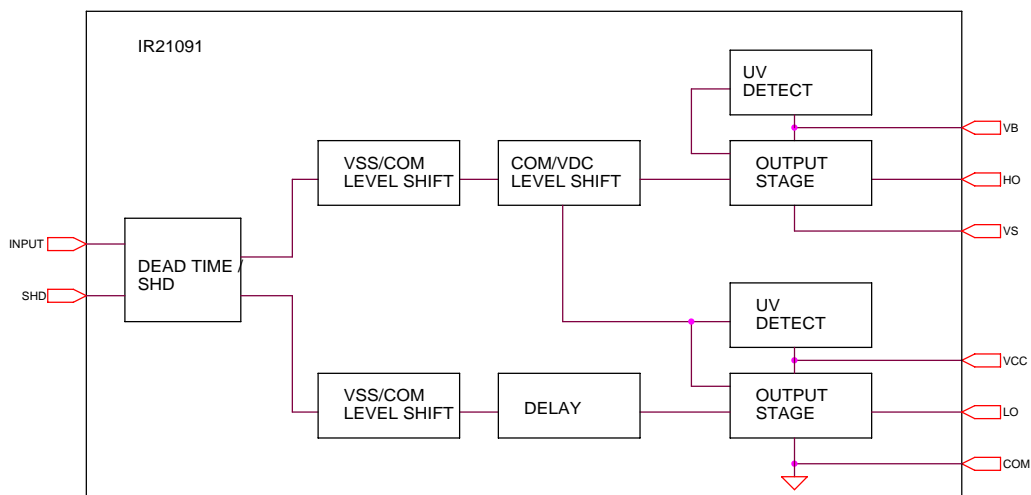 IR21091
UV
DETECT
VB
VSS/COM
LEVEL SHIFT
COM/VDC
LEVEL SHIFT
OUTPUT
STAGE
HO
VS
INPUT
SHD
DEAD TIME /
SHD
UV
DETECT
VCC
VSS/COM
LEVEL SHIFT
DELAY
OUTPUT
STAGE
LO
COM